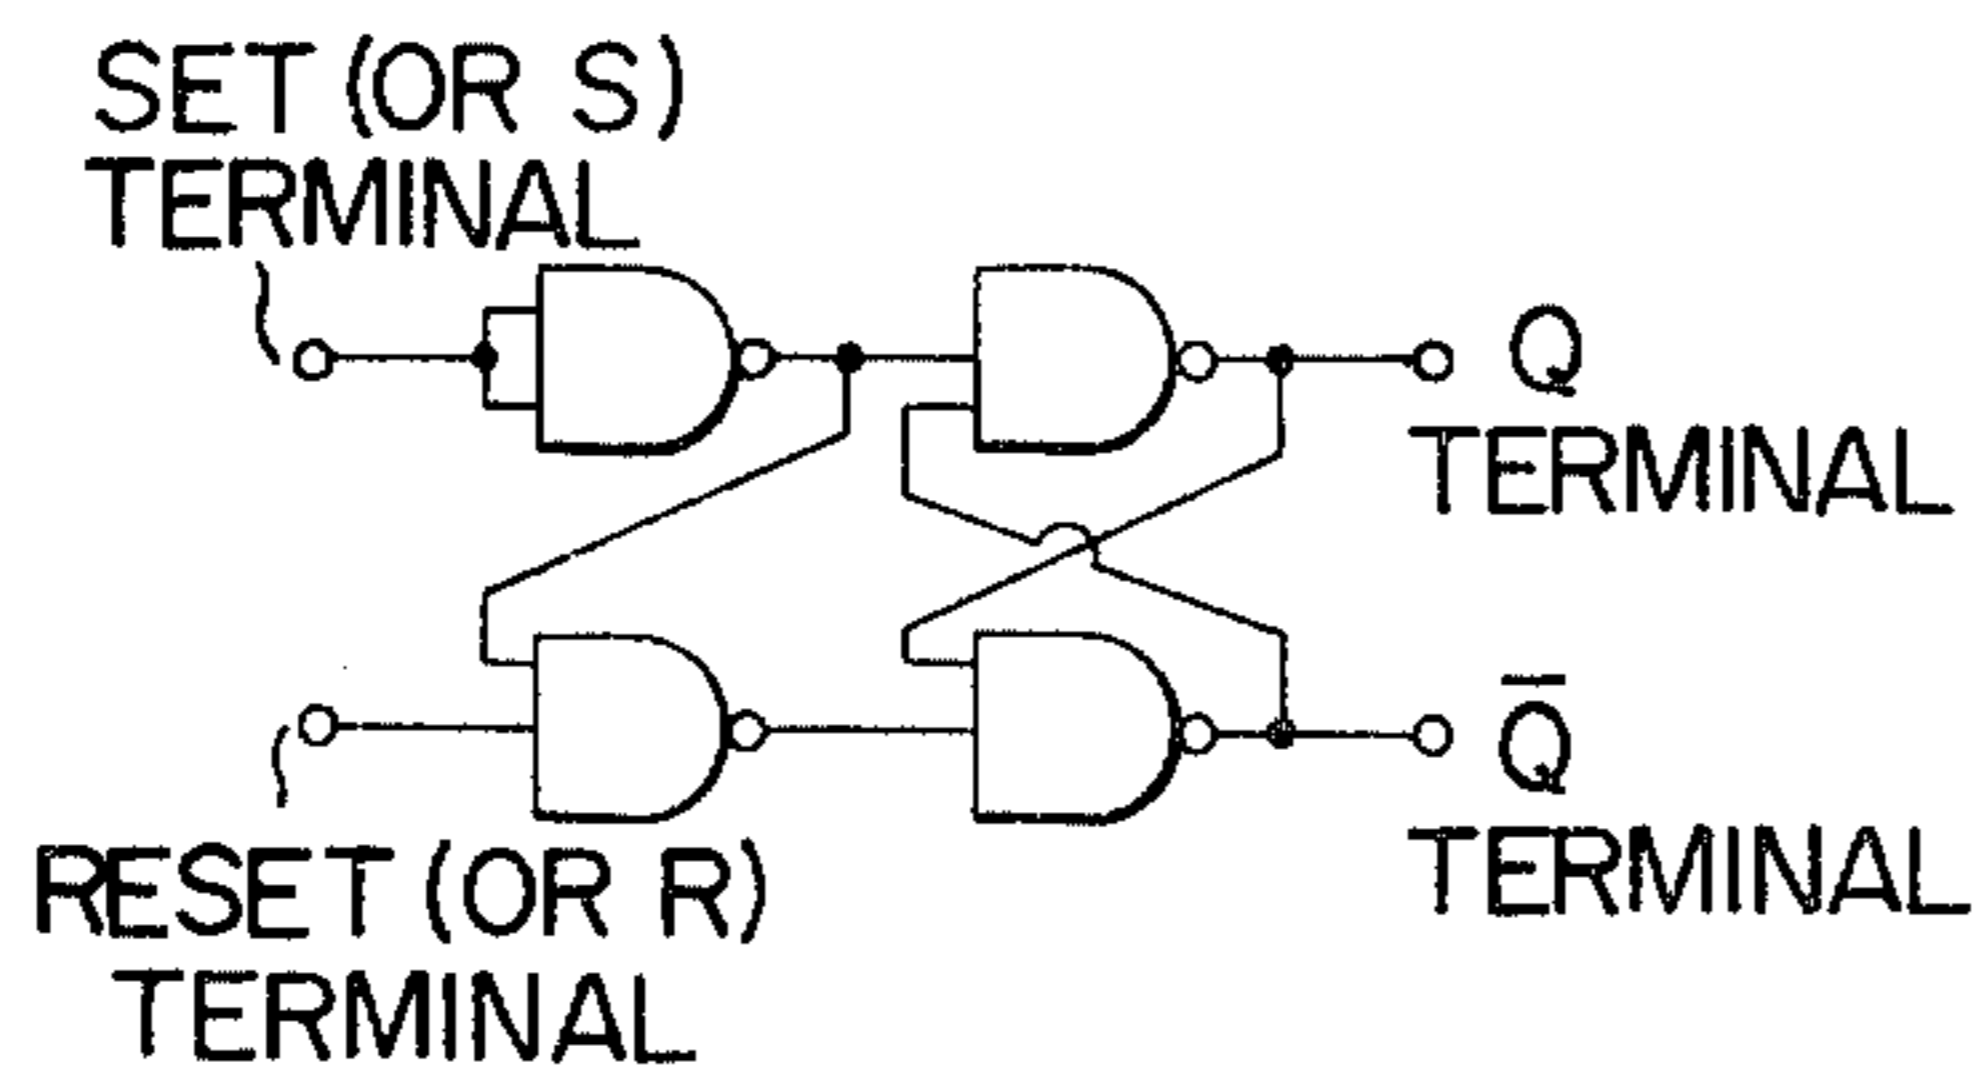 SET (OR S)
TERMINAL
Q
TERMINAL
Q̅
TERMINAL
RESET (OR R)
TERMINAL